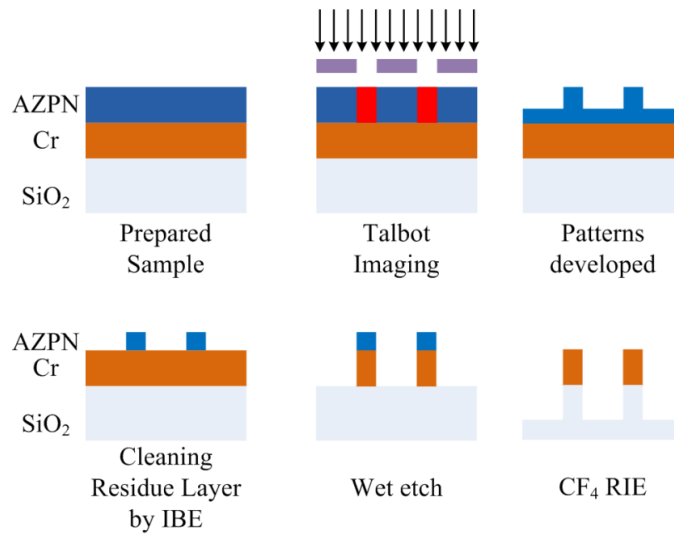 AZPN
Cr
SiO₂
Prepared
Sample
Talbot
Imaging
Patterns
developed
AZPN
Cr
SiO₂
Cleaning
Residue Layer
by IBE
Wet etch
CF₄ RIE